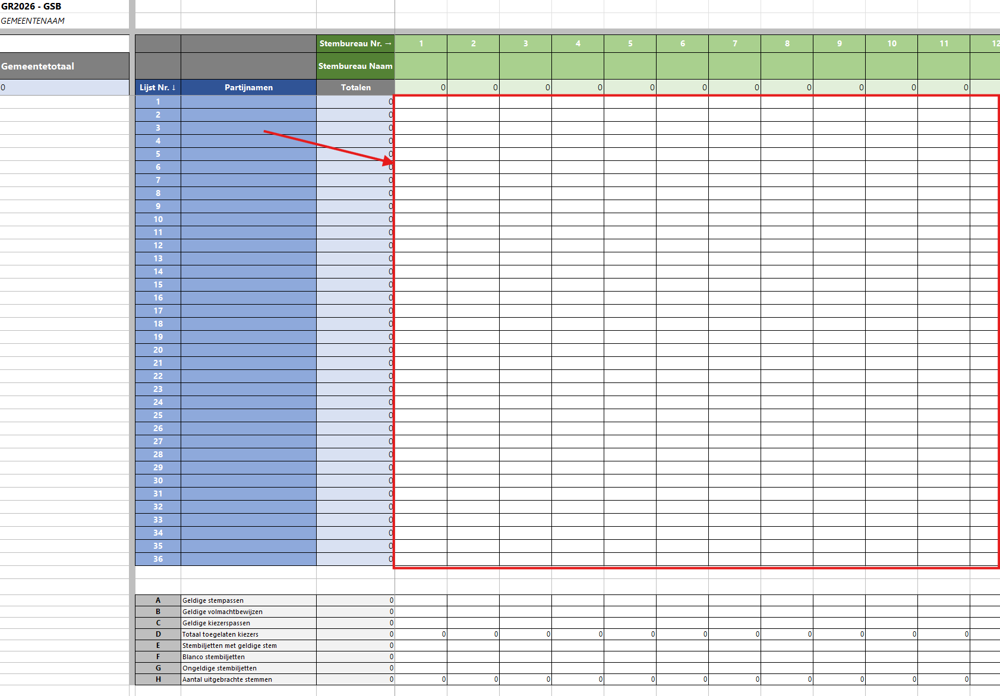 GR2026 - GSB
GEMEENTENAAM
Stembureau Nr. → 1 2 3 4 5 6 7 8 9 10 11 12
Gemeentetotaal Stembureau Naam
0 Lijst Nr. ↓ Partijnamen Totalen 0 0 0 0 0 0 0 0 0 0 0
1 0
2 0
3 0
4 0
5 0
6 0
7 0
8 0
9 0
10 0
11 0
12 0
13 0
14 0
15 0
16 0
17 0
18 0
19 0
20 0
21 0
22 0
23 0
24 0
25 0
26 0
27 0
28 0
29 0
30 0
31 0
32 0
33 0
34 0
35 0
36 0
A Geldige stempassen 0
B Geldige volmachtbewijzen 0
C Geldige kiezerspassen 0
D Totaal toegelaten kiezers 0 0 0 0 0 0 0 0 0 0 0 0
E Stembiljetten met geldige stem 0
F Blanco stembiljetten 0
G Ongeldige stembiljetten 0
H Aantal uitgebrachte stemmen 0 0 0 0 0 0 0 0 0 0 0 0